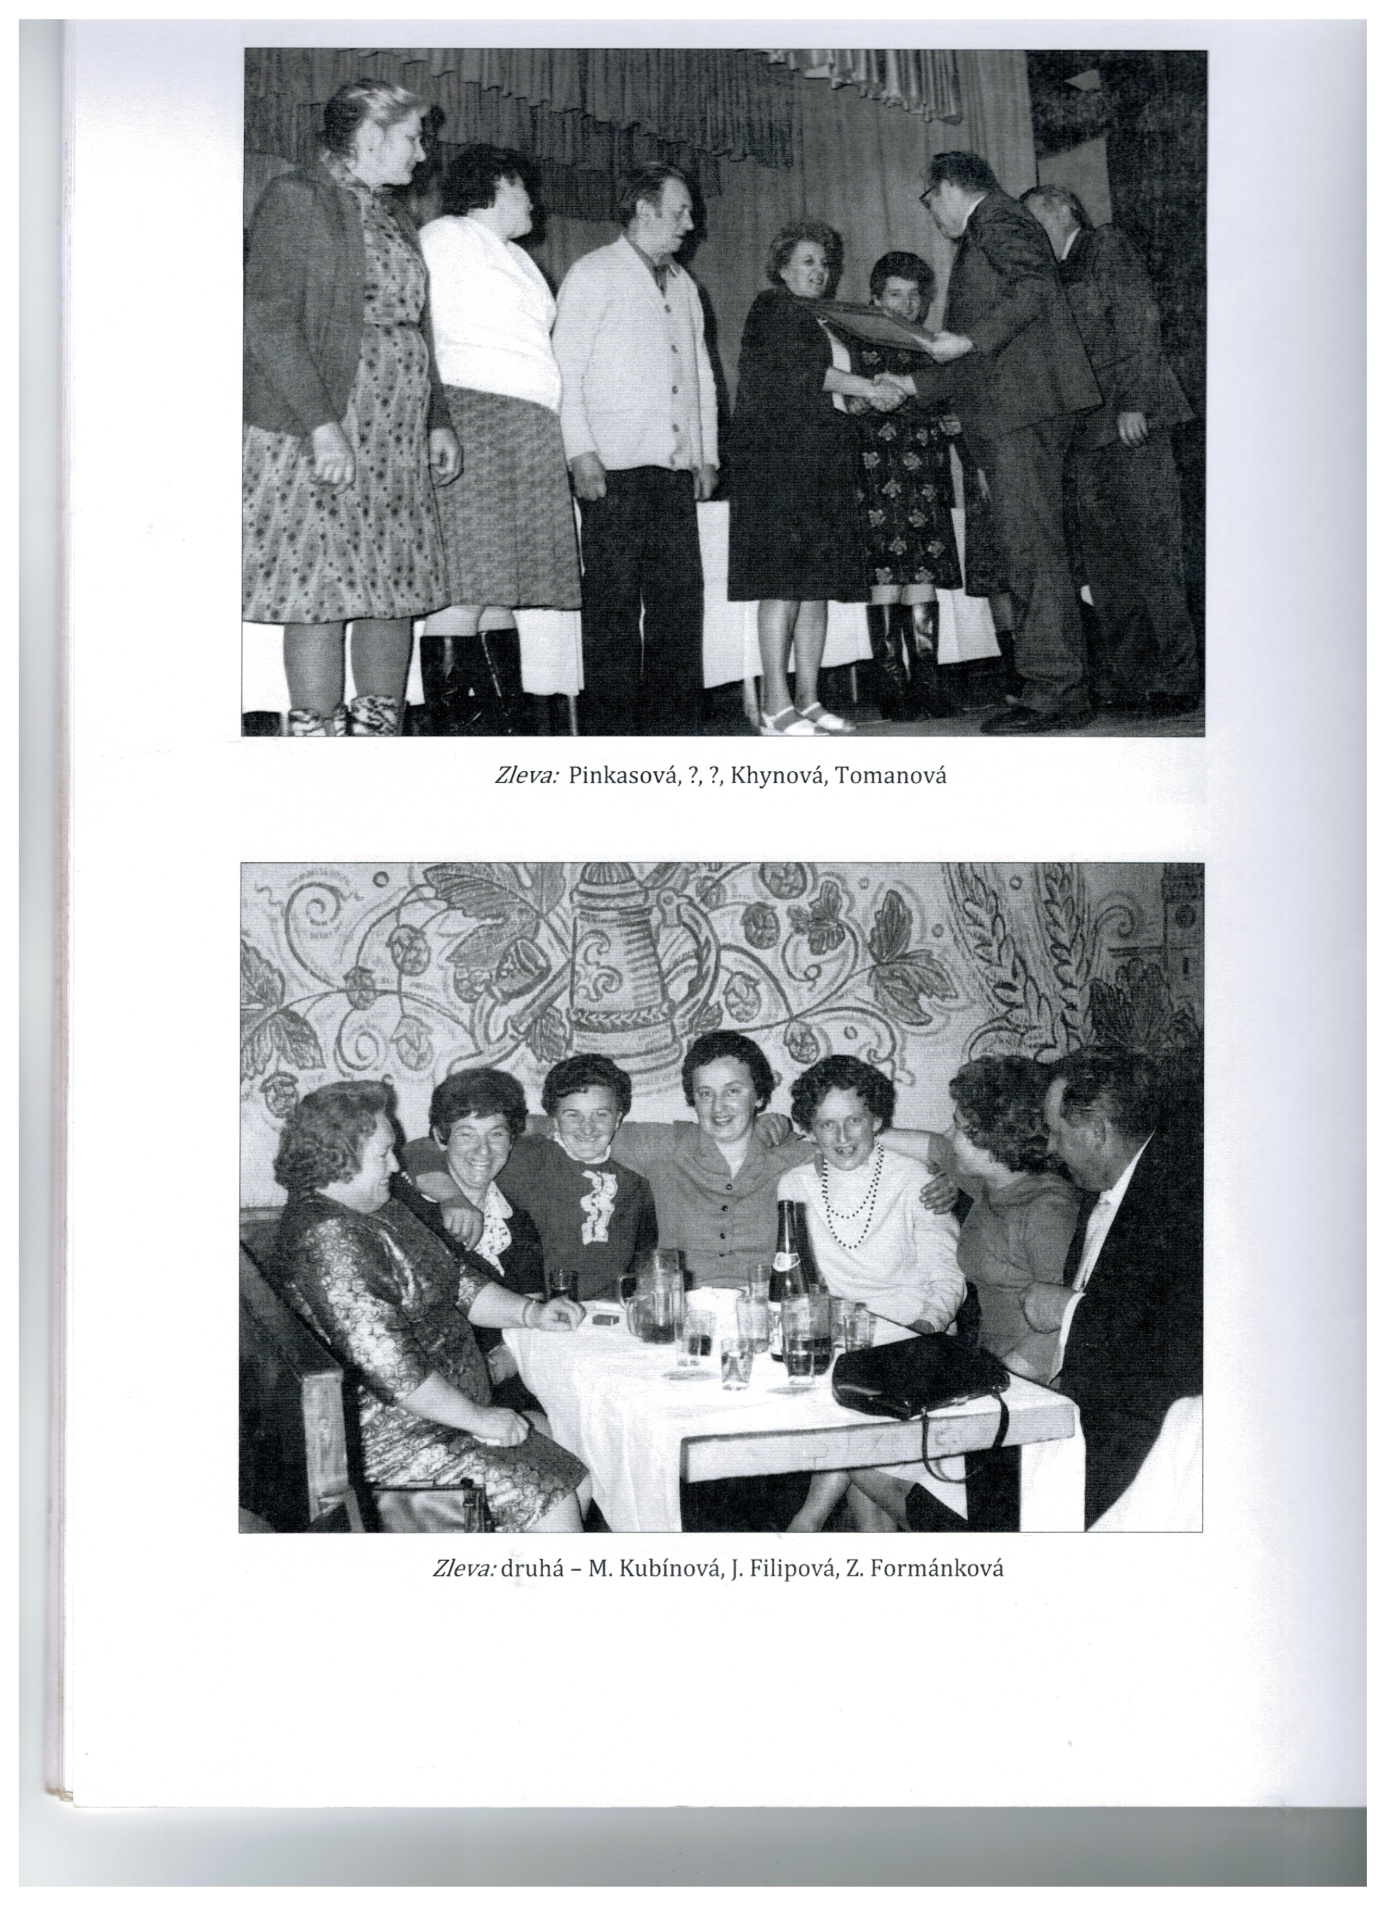 Zleva: Pinkasová, ?, ?, Khynová, Tomanová
Zleva: druhá – M. Kubínová, J. Filipová, Z. Formánková